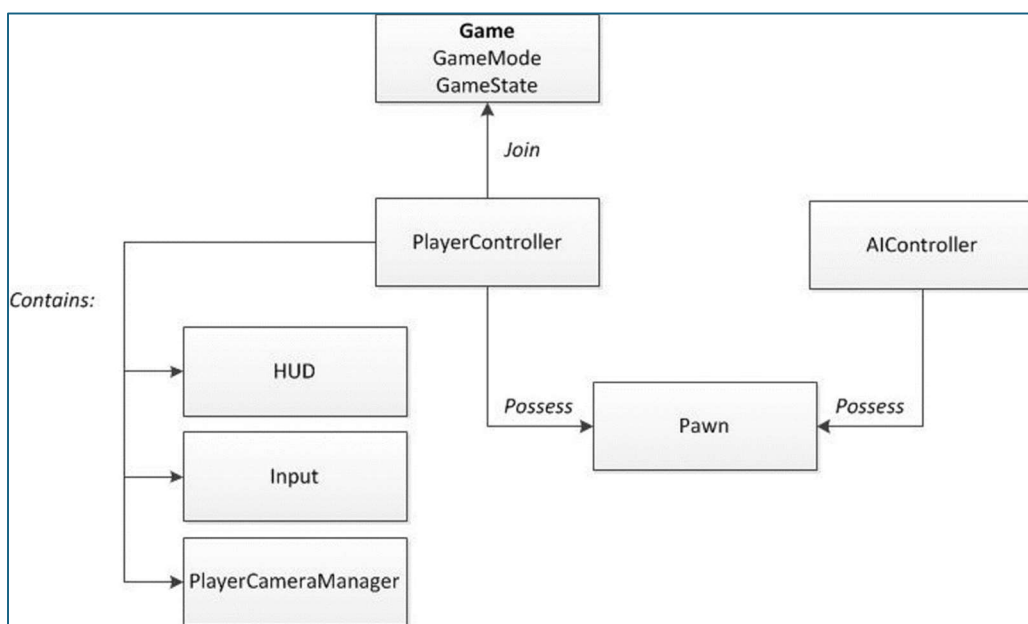 Game
GameMode
GameState
Join
PlayerController
AIController
Contains:
HUD
Possess
Pawn
Possess
Input
PlayerCameraManager